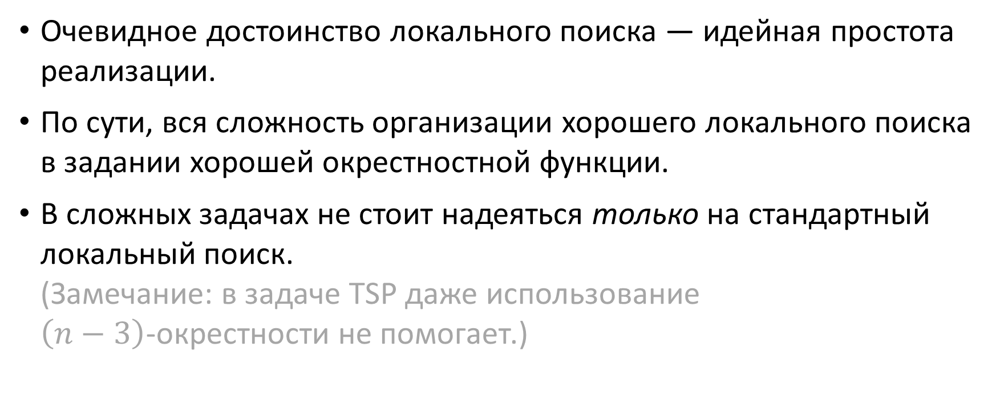 • Очевидное достоинство локального поиска — идейная простота
реализации.
• По сути, вся сложность организации хорошего локального поиска
в задании хорошей окрестностной функции.
• В сложных задачах не стоит надеяться только на стандартный
локальный поиск.
(Замечание: в задаче TSP даже использование
(n − 3)-окрестности не помогает.)